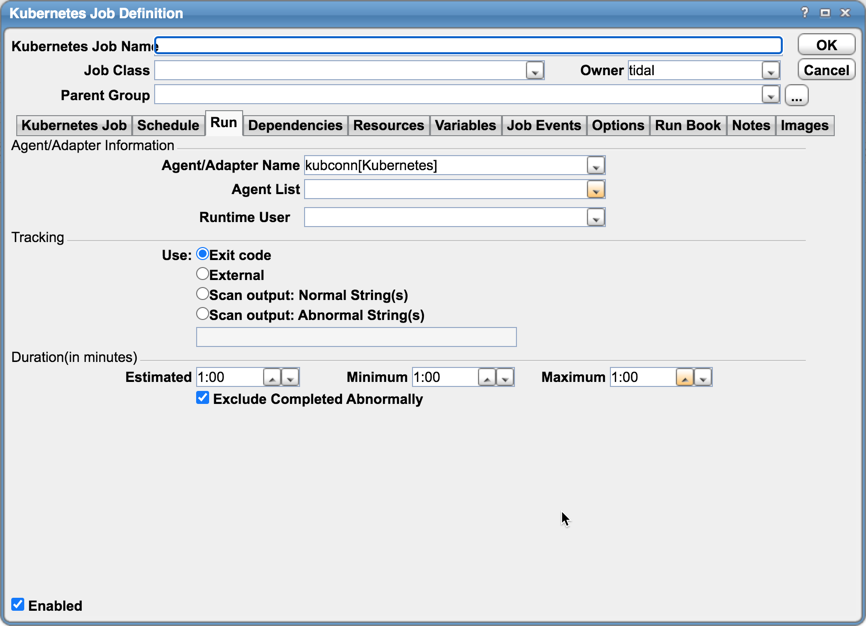 Kubernetes Job Definition ?
Kubernetes Job Name OK
Job Class Owner tidal Cancel
Parent Group ...
Kubernetes Job Schedule Run Dependencies Resources Variables Job Events Options Run Book Notes Images
Agent/Adapter Information
Agent/Adapter Name kubconn[Kubernetes]
Agent List
Runtime User
Tracking
Use: Exit code
External
Scan output: Normal String(s)
Scan output: Abnormal String(s)
Duration(in minutes)
Estimated 1:00 Minimum 1:00 Maximum 1:00
Exclude Completed Abnormally
Enabled